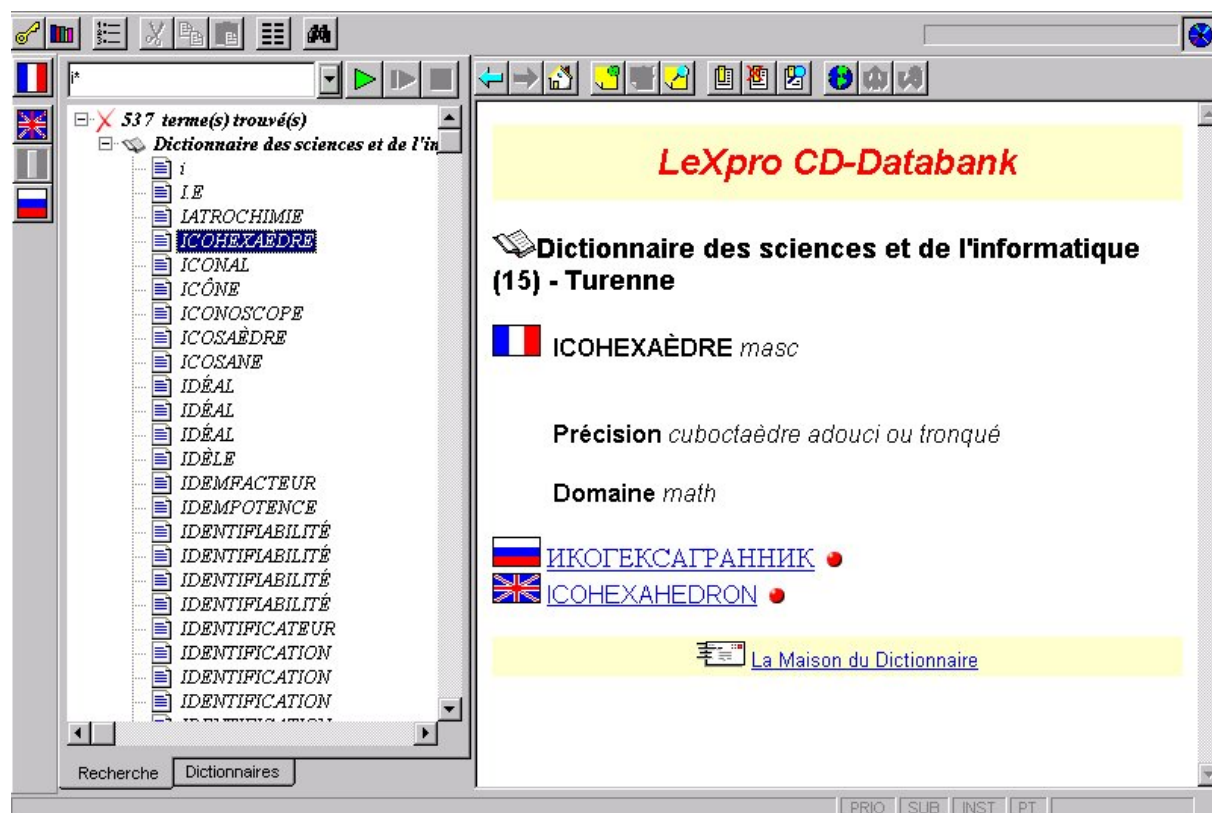 i*
537 terme(s) trouvé(s)
Dictionnaire des sciences et de l'in
i
I.E
IATROCHIMIE
ICOHEXAEDRE
ICONAL
ICÔNE
ICONOSCOPE
ICOSAÈDRE
ICOSANE
IDÉAL
IDÉAL
IDÉAL
IDÈLE
IDEMFACTEUR
IDEMPOTENCE
IDENTIFIABILITÉ
IDENTIFIABILITÉ
IDENTIFIABILITÉ
IDENTIFIABILITÉ
IDENTIFICATEUR
IDENTIFICATION
IDENTIFICATION
IDENTIFICATION
Recherche
Dictionnaires
LeXpro CD-Databank
Dictionnaire des sciences et de l'informatique
(15) - Turenne
ICOHEXAÈDRE masc
Précision cuboctaèdre adouci ou tronqué
Domaine math
ИКОГЕКСАГРАННИК
ICOHEXAHEDRON
La Maison du Dictionnaire
PRIO SUB INST PT